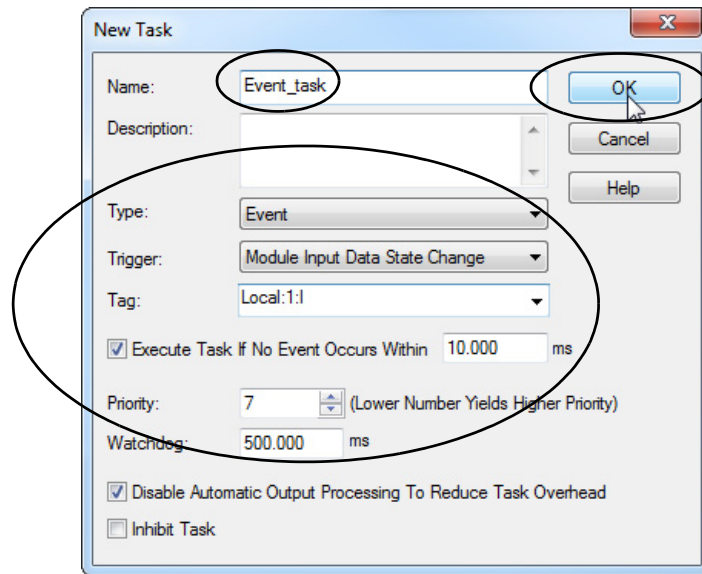 New Task
Name: Event_task OK
Description: Cancel
Help
Type: Event
Trigger: Module Input Data State Change
Tag: Local:1:I
Execute Task If No Event Occurs Within 10.000 ms
Priority: 7 (Lower Number Yields Higher Priority)
Watchdog: 500.000 ms
Disable Automatic Output Processing To Reduce Task Overhead
Inhibit Task